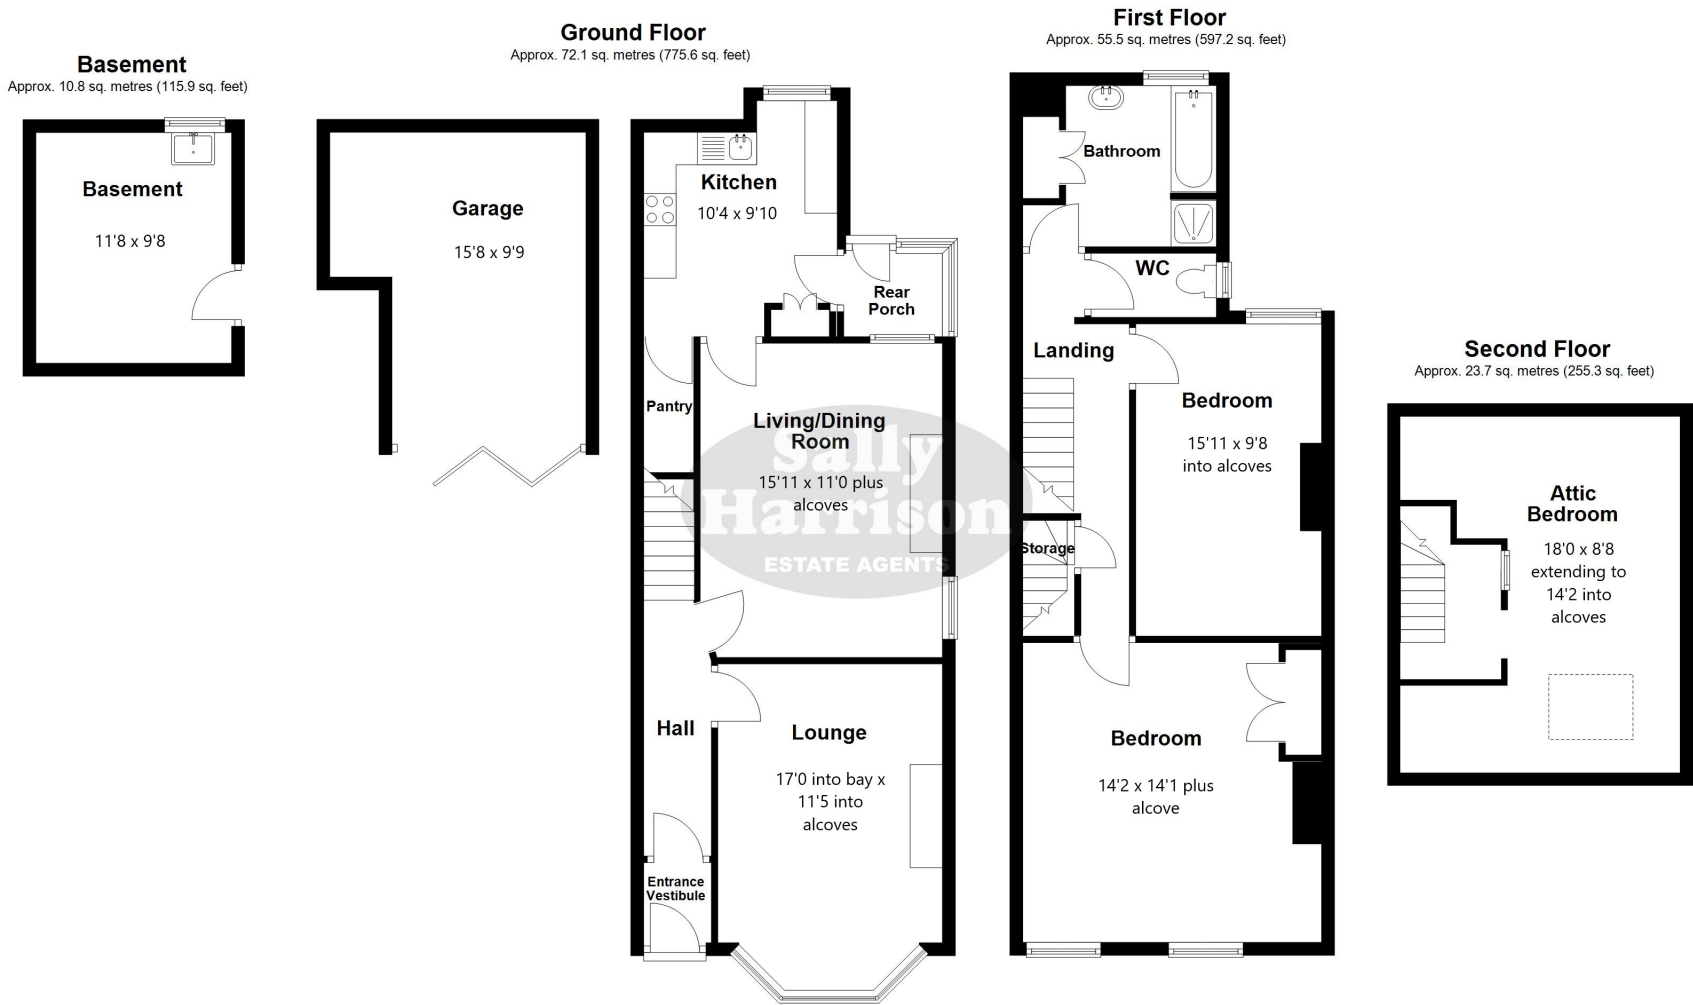 Basement
Approx. 10.8 sq. metres (115.9 sq. feet)
Basement
11'8 x 9'8
Garage
15'8 x 9'9
Ground Floor
Approx. 72.1 sq. metres (775.6 sq. feet)
Kitchen
10'4 x 9'10
Rear
Porch
Pantry
Living/Dining
Room
15'11 x 11'0 plus
alcoves
Hall
Lounge
17'0 into bay x
11'5 into
alcoves
Entrance
Vestibule
Sally
Harrison
ESTATE AGENTS
First Floor
Approx. 55.5 sq. metres (597.2 sq. feet)
Bathroom
WC
Landing
Bedroom
15'11 x 9'8
into alcoves
Storage
Bedroom
14'2 x 14'1 plus
alcove
Second Floor
Approx. 23.7 sq. metres (255.3 sq. feet)
Attic
Bedroom
18'0 x 8'8
extending to
14'2 into
alcoves